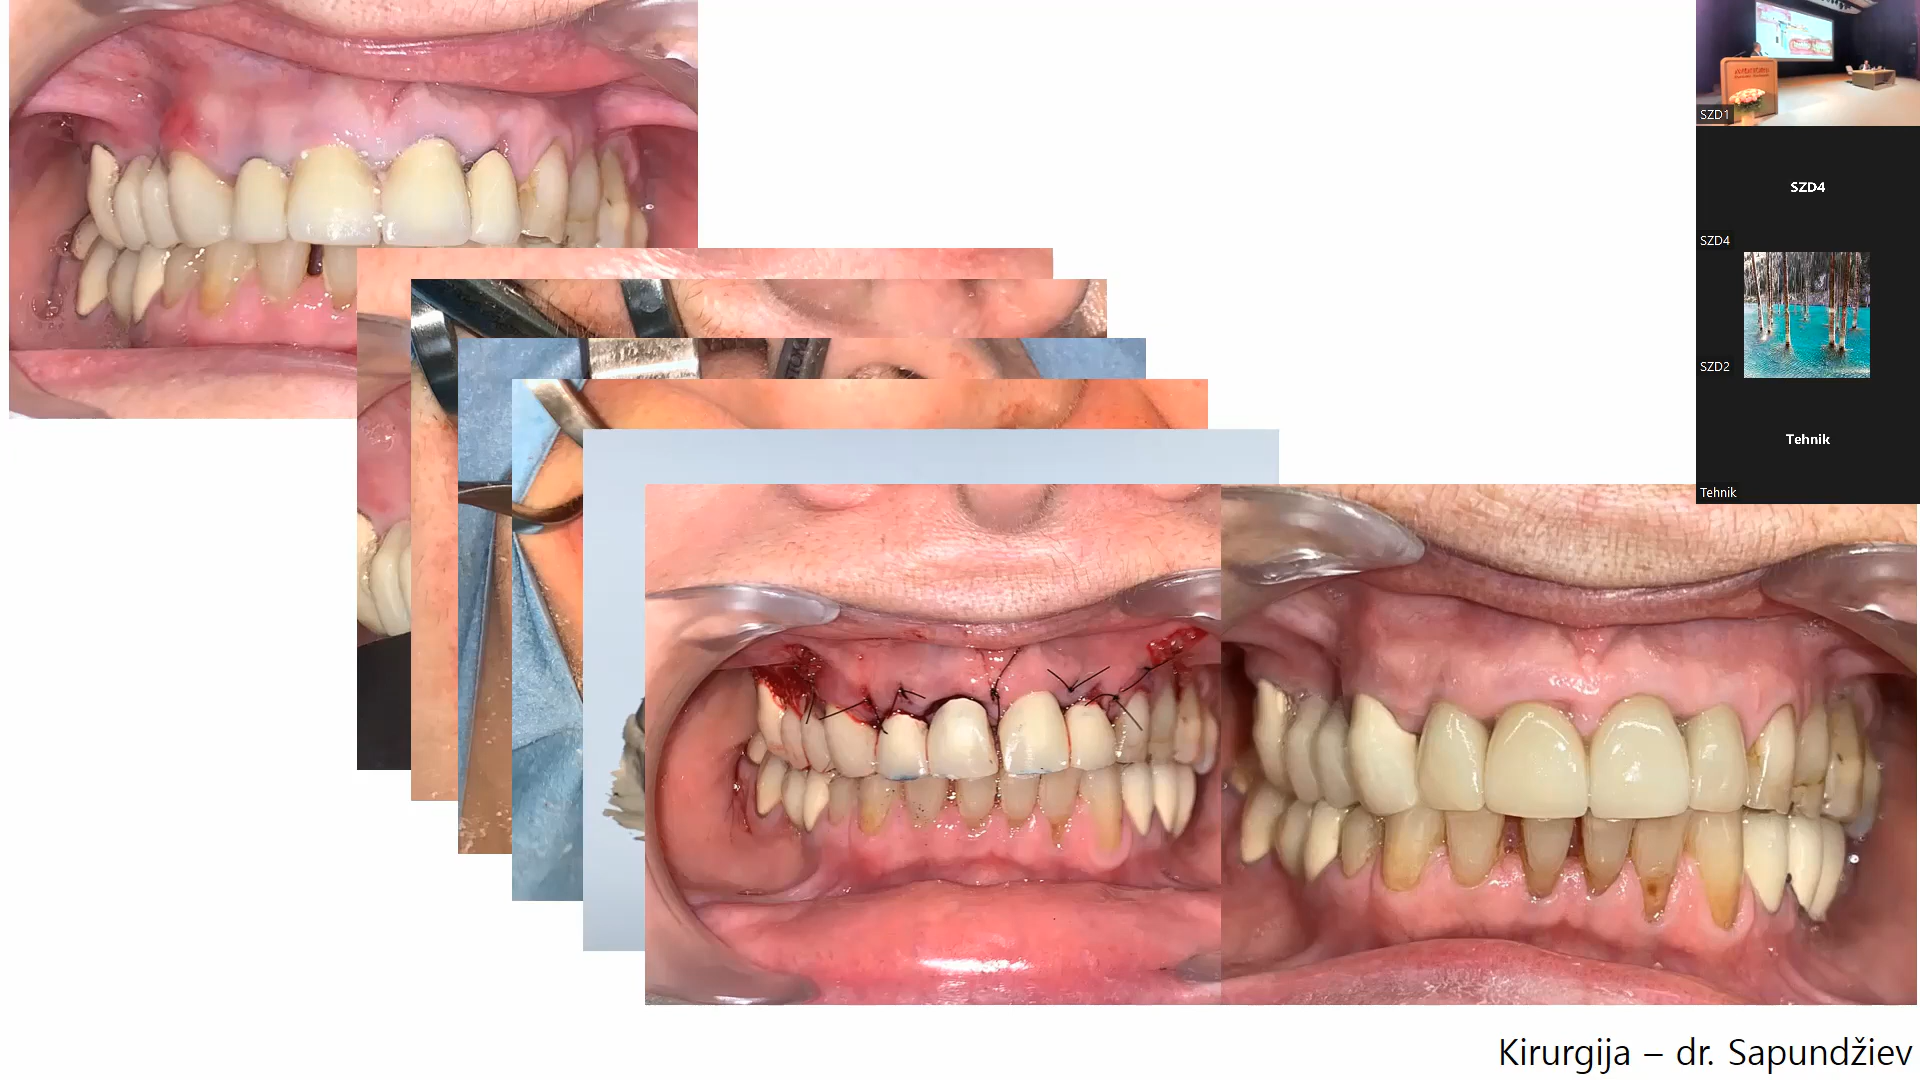 SZD1
SZD4
SZD4
SZD2
Tehnik
Tehnik
Kirurgija – dr. Sapundžiev